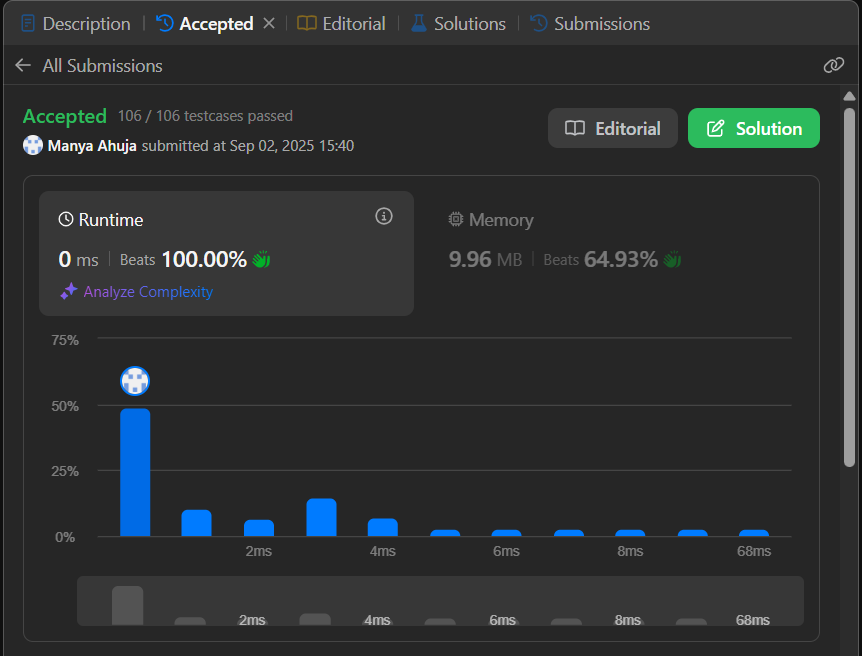 Description | Accepted × | Editorial | Solutions | Submissions
← All Submissions
Accepted 106 / 106 testcases passed
Manya Ahuja submitted at Sep 02, 2025 15:40
Editorial
Solution
Runtime
0 ms | Beats 100.00%
Analyze Complexity
Memory
9.96 MB | Beats 64.93%
75%
50%
25%
0%
2ms 4ms 6ms 8ms 68ms
2ms 4ms 6ms 8ms 68ms